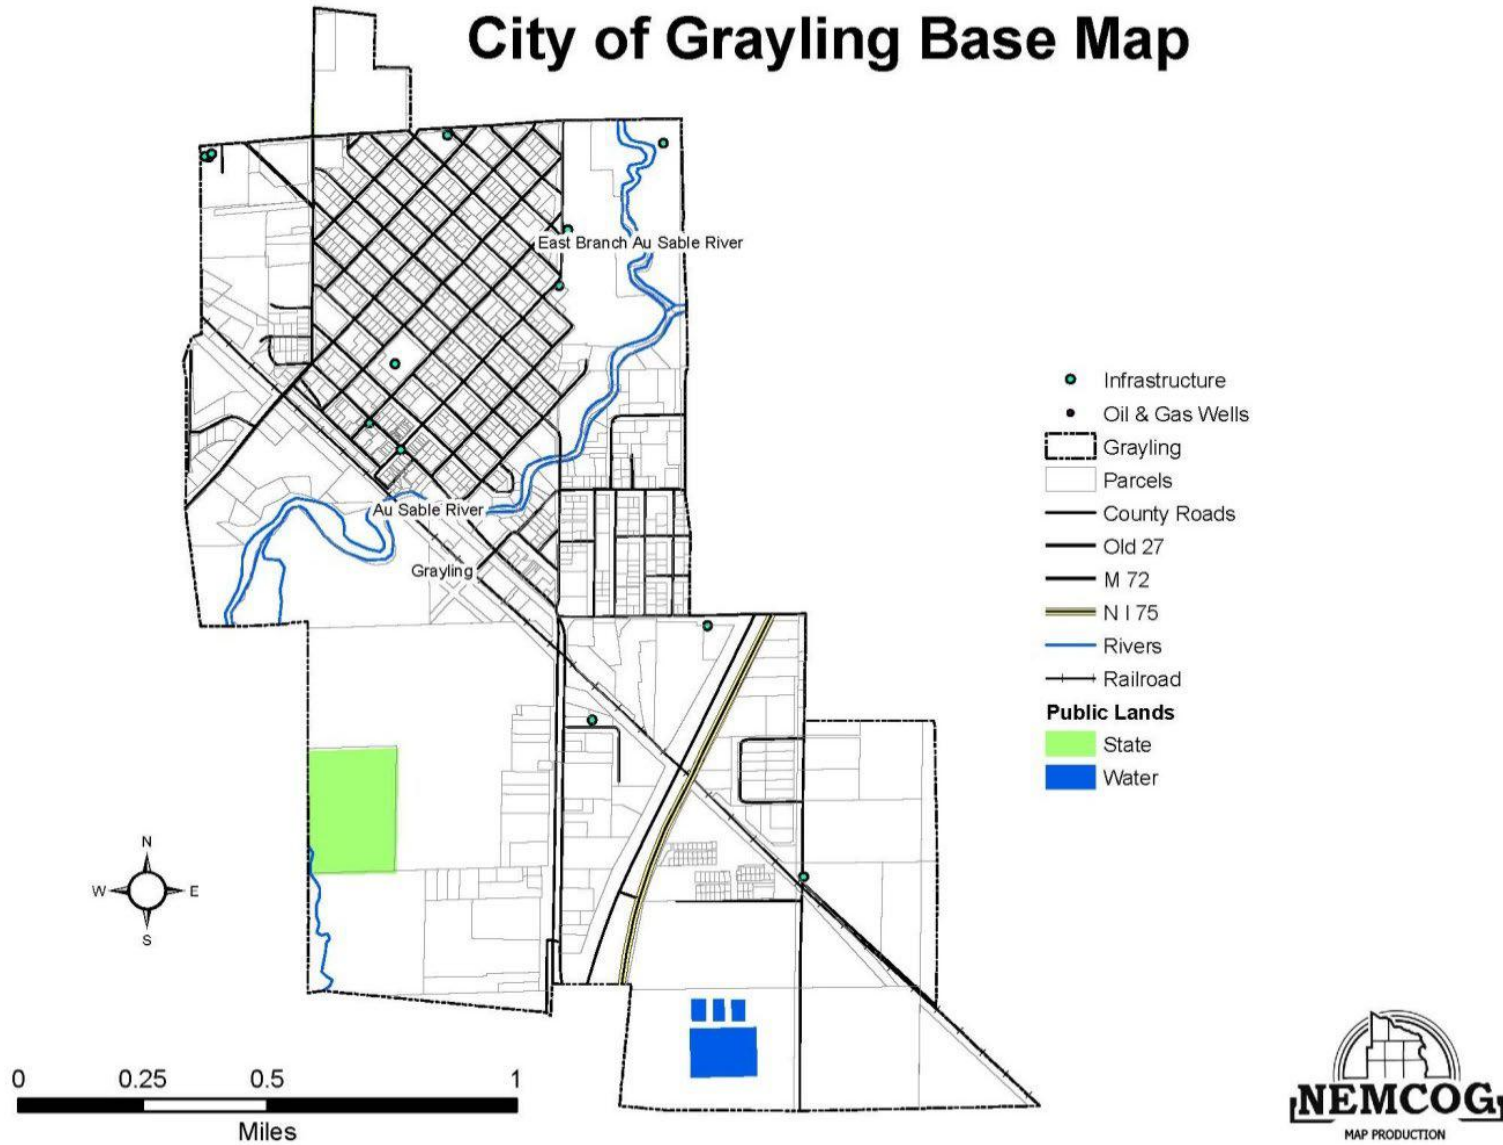 City of Grayling Base Map
East Branch Au Sable River
Au Sable River
Grayling
Infrastructure
Oil & Gas Wells
Grayling
Parcels
County Roads
Old 27
M 72
N I 75
Rivers
Railroad
Public Lands
State
Water
N
W E
S
0 0.25 0.5 1
Miles
NEMCOG
MAP PRODUCTION